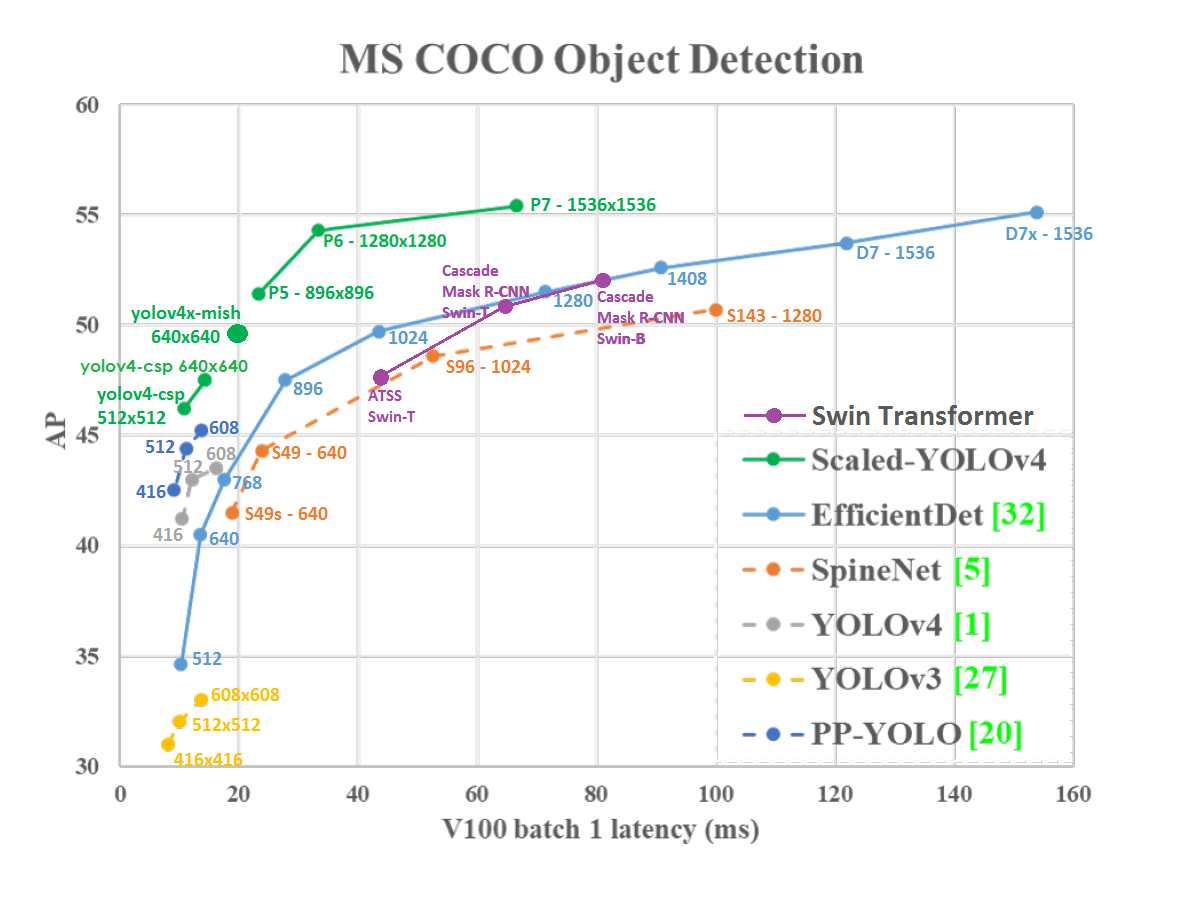 MS COCO Object Detection
60
55
50
45
40
35
30
AP
P7 - 1536x1536
P6 - 1280x1280
P5 - 896x896
yolov4x-mish
640x640
yolov4-csp 640x640
yolov4-csp
512x512
D7x - 1536
D7 - 1536
1408
1280
1024
896
768
640
512
Cascade
Mask R-CNN
Swin-T
Cascade
Mask R-CNN
Swin-B
ATSS
Swin-T
S143 - 1280
S96 - 1024
S49 - 640
S49s - 640
608
512
416
608
512
416
608x608
512x512
416x416
Swin Transformer
Scaled-YOLOv4
EfficientDet [32]
SpineNet [5]
YOLOv4 [1]
YOLOv3 [27]
PP-YOLO [20]
0 20 40 60 80 100 120 140 160
V100 batch 1 latency (ms)